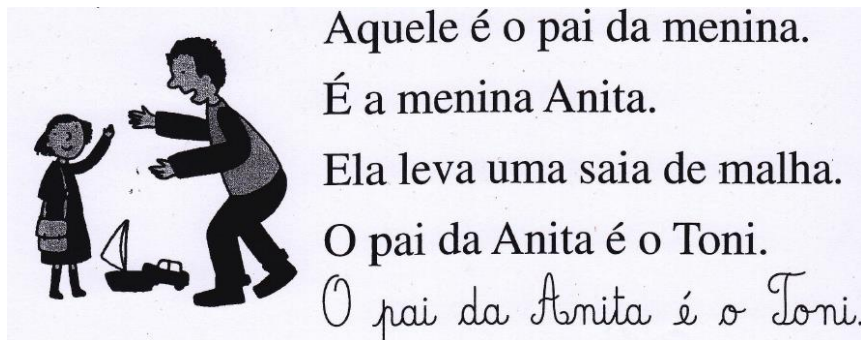 Aquele é o pai da menina.
É a menina Anita.
Ela leva uma saia de malha.
O pai da Anita é o Toni.
O pai da Anita é o Toni.